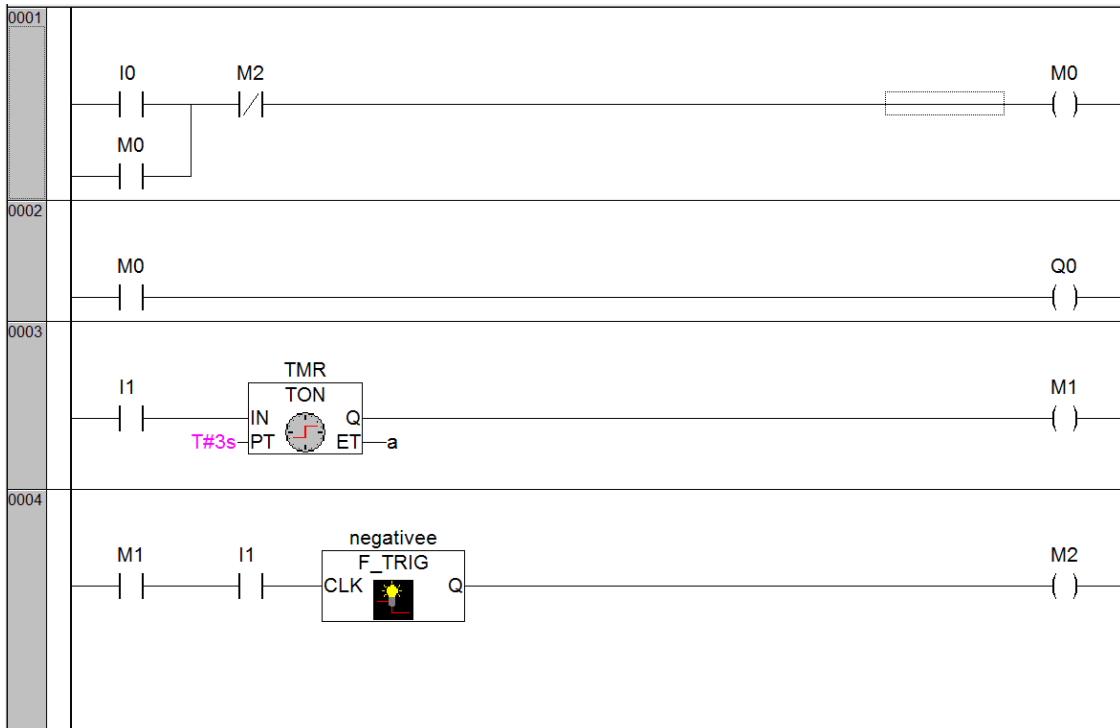 0001
I0 M2 M0
M0
0002
M0 Q0
0003
TMR
I1 TON M1
IN Q
T#3s PT ET a
0004
negativee
M1 I1 F_TRIG M2
CLK Q